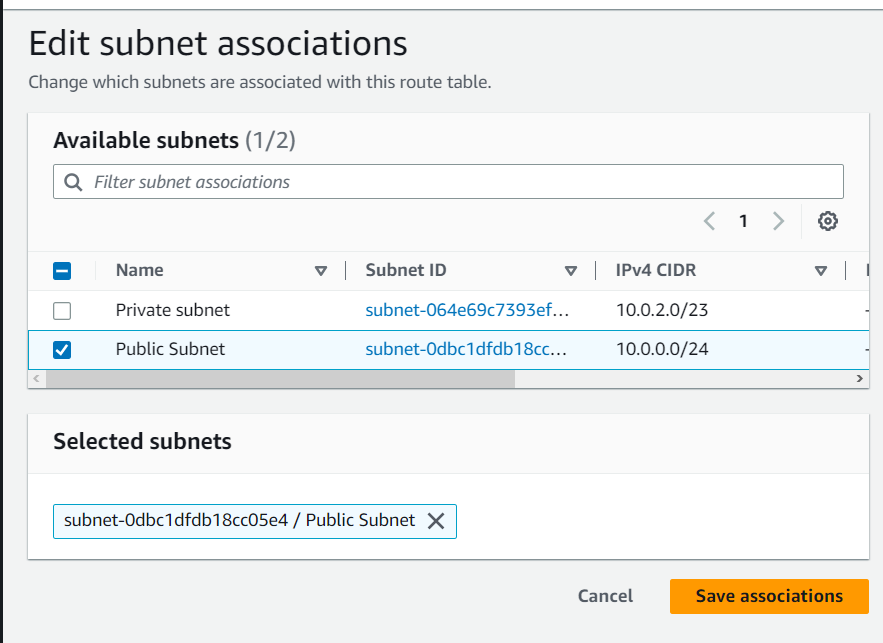 Edit subnet associations
Change which subnets are associated with this route table.
Available subnets (1/2)
Filter subnet associations
1
Name Subnet ID IPv4 CIDR
Private subnet subnet-064e69c7393ef… 10.0.2.0/23 -
Public Subnet subnet-0dbc1dfdb18cc… 10.0.0.0/24 -
Selected subnets
subnet-0dbc1dfdb18cc05e4 / Public Subnet
Cancel Save associations